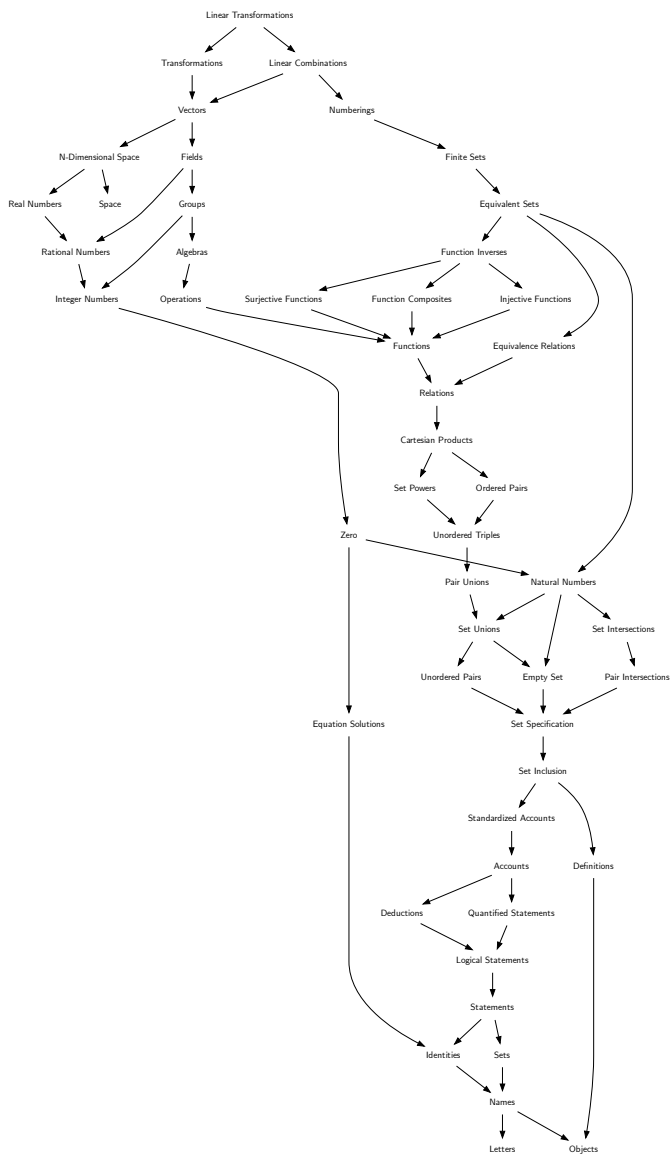 Linear Transformations
Transformations Linear Combinations
Vectors Numberings
N-Dimensional Space Fields Finite Sets
Real Numbers Space Groups Equivalent Sets
Rational Numbers Algebras Function Inverses
Integer Numbers Operations Surjective Functions Function Composites Injective Functions
Functions Equivalence Relations
Relations
Cartesian Products
Set Powers Ordered Pairs
Zero Unordered Triples
Pair Unions Natural Numbers
Set Unions Set Intersections
Unordered Pairs Empty Set Pair Intersections
Equation Solutions Set Specification
Set Inclusion
Standardized Accounts
Accounts Definitions
Deductions Quantified Statements
Logical Statements
Statements
Identities Sets
Names
Letters Objects